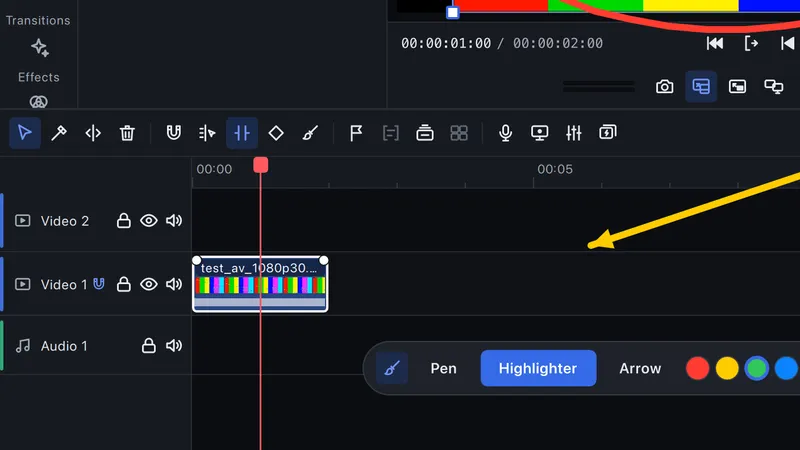 Transitions
Effects
00:00:01:00 / 00:00:02:00
00:00
00:05
Video 2
Video 1
test_av_1080p30....
Audio 1
Pen
Highlighter
Arrow